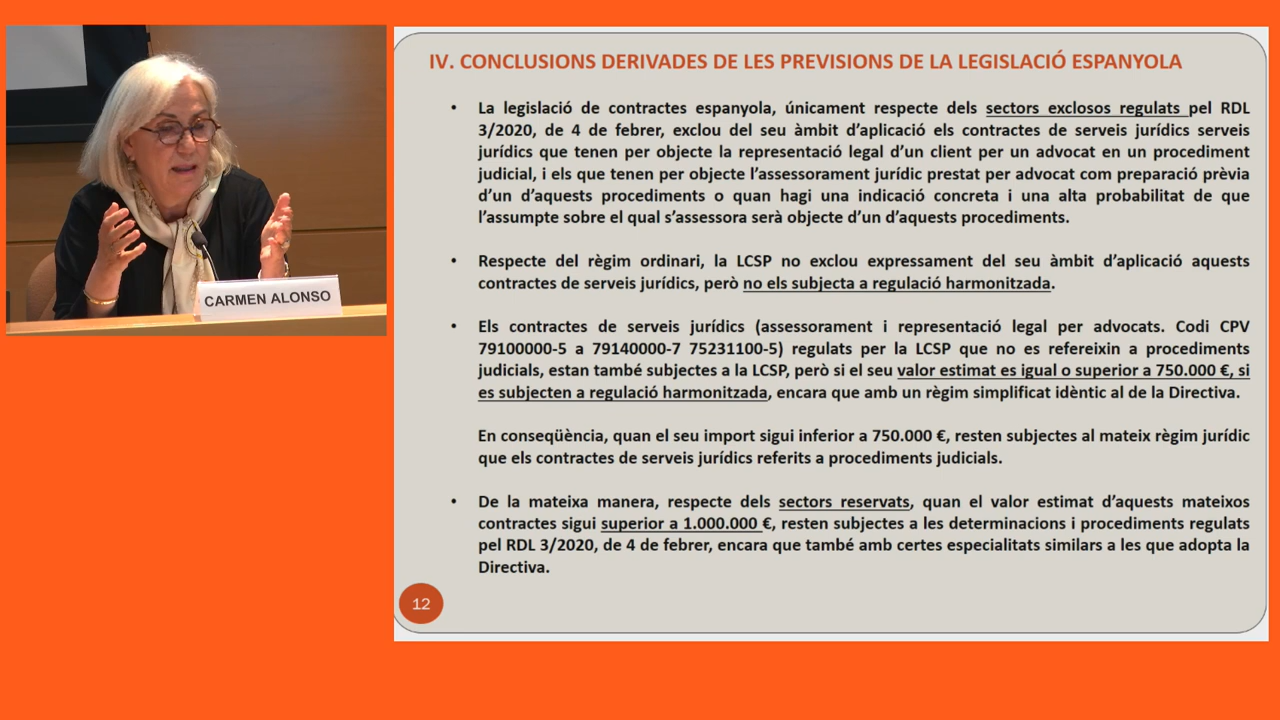 CARMEN ALONSO
IV. CONCLUSIONS DERIVADES DE LES PREVISIONS DE LA LEGISLACIÓ ESPANYOLA
• La legislació de contractes espanyola, únicament respecte dels sectors exclosos regulats pel RDL
3/2020, de 4 de febrer, exclou del seu àmbit d’aplicació els contractes de serveis jurídics serveis
jurídics que tenen per objecte la representació legal d’un client per un advocat en un procediment
judicial, i els que tenen per objecte l’assessorament jurídic prestat per advocat com preparació prèvia
d’un d’aquests procediments o quan hagi una indicació concreta i una alta probabilitat de que
l’assumpte sobre el qual s’assessora serà objecte d’un d’aquests procediments.
• Respecte del règim ordinari, la LCSP no exclou expressament del seu àmbit d’aplicació aquests
contractes de serveis jurídics, però no els subjecta a regulació harmonitzada.
• Els contractes de serveis jurídics (assessorament i representació legal per advocats. Codi CPV
79100000-5 a 79140000-7 75231100-5) regulats per la LCSP que no es refereixin a procediments
judicials, estan també subjectes a la LCSP, però si el seu valor estimat es igual o superior a 750.000 €, si
es subjecten a regulació harmonitzada, encara que amb un règim simplificat idèntic al de la Directiva.
En conseqüència, quan el seu import sigui inferior a 750.000 €, resten subjectes al mateix règim jurídic
que els contractes de serveis jurídics referits a procediments judicials.
• De la mateixa manera, respecte dels sectors reservats, quan el valor estimat d’aquests mateixos
contractes sigui superior a 1.000.000 €, resten subjectes a les determinacions i procediments regulats
pel RDL 3/2020, de 4 de febrer, encara que també amb certes especialitats similars a les que adopta la
Directiva.
12